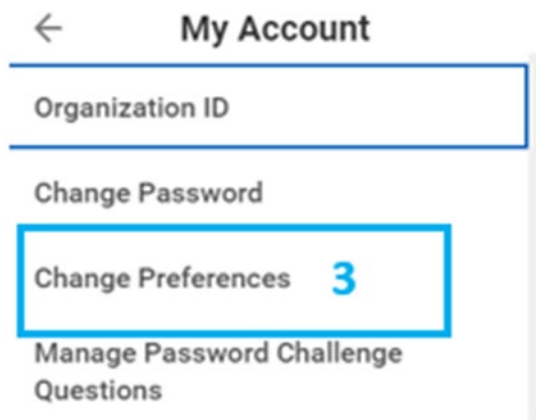 My Account
Organization ID
Change Password
Change Preferences 3
Manage Password Challenge
Questions